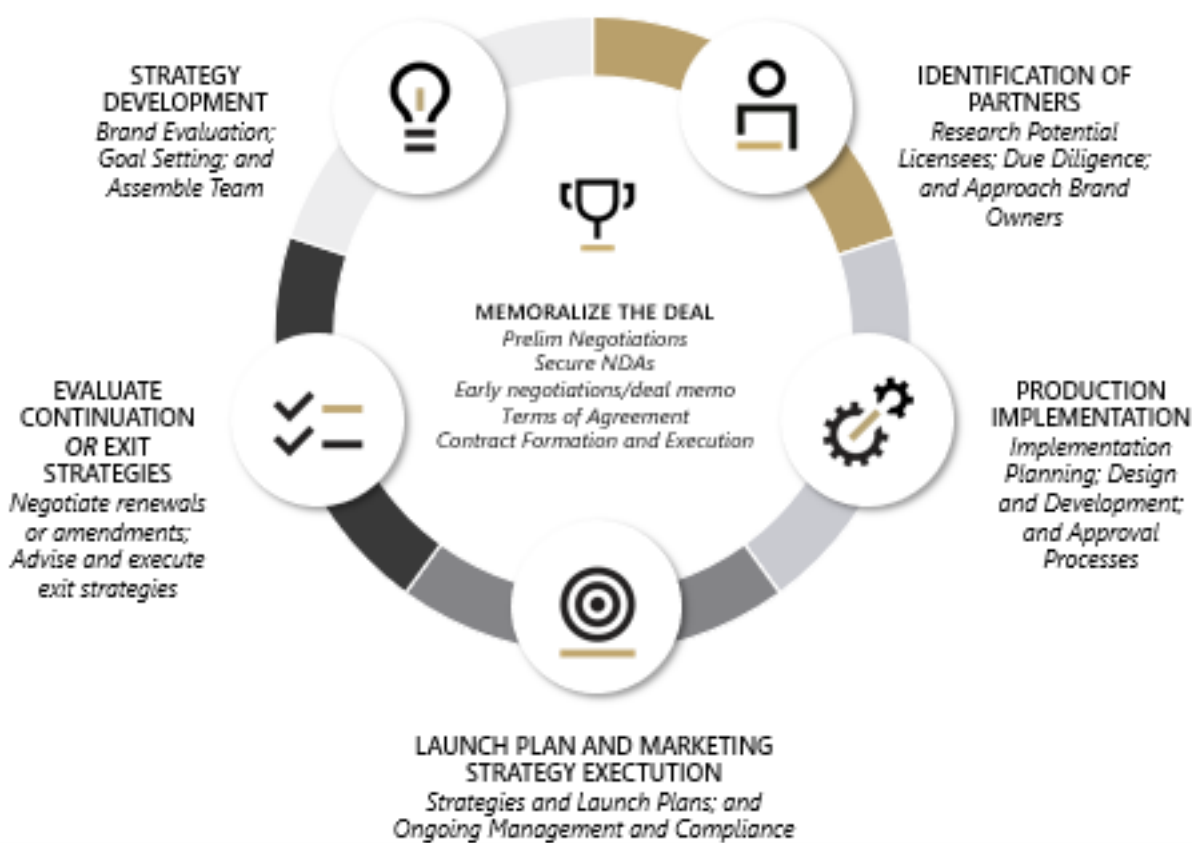 STRATEGY
DEVELOPMENT
Brand Evaluation;
Goal Setting; and
Assemble Team
IDENTIFICATION OF
PARTNERS
Research Potential
Licensees; Due Diligence;
and Approach Brand
Owners
MEMORALIZE THE DEAL
Prelim Negotiations
Secure NDAs
Early negotiations/deal memo
Terms of Agreement
Contract Formation and Execution
EVALUATE
CONTINUATION
OR EXIT
STRATEGIES
Negotiate renewals
or amendments;
Advise and execute
exit strategies
PRODUCTION
IMPLEMENTATION
Implementation
Planning; Design
and Development;
and Approval
Processes
LAUNCH PLAN AND MARKETING
STRATEGY EXECTUTION
Strategies and Launch Plans; and
Ongoing Management and Compliance